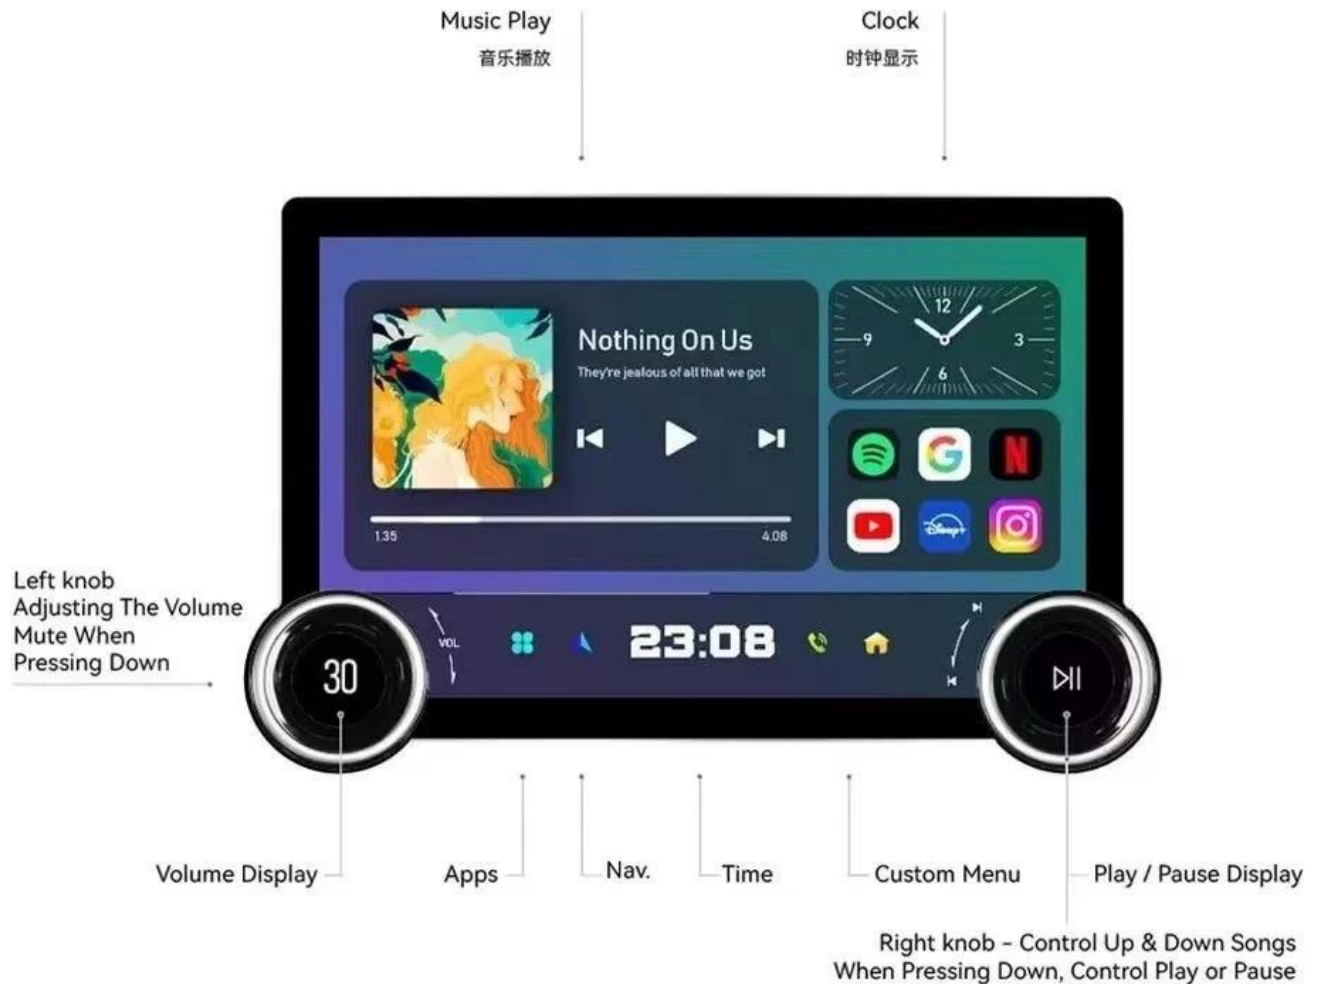 Music Play
音乐播放
Clock
时钟显示
Nothing On Us
They're jealous of all that we got
1.35
4.08
12
9
3
6
G
N
Disney+
Left knob
Adjusting The Volume
Mute When
Pressing Down
30
VOL
23:08
Volume Display
Apps
Nav.
Time
Custom Menu
Play / Pause Display
Right knob - Control Up & Down Songs
When Pressing Down, Control Play or Pause